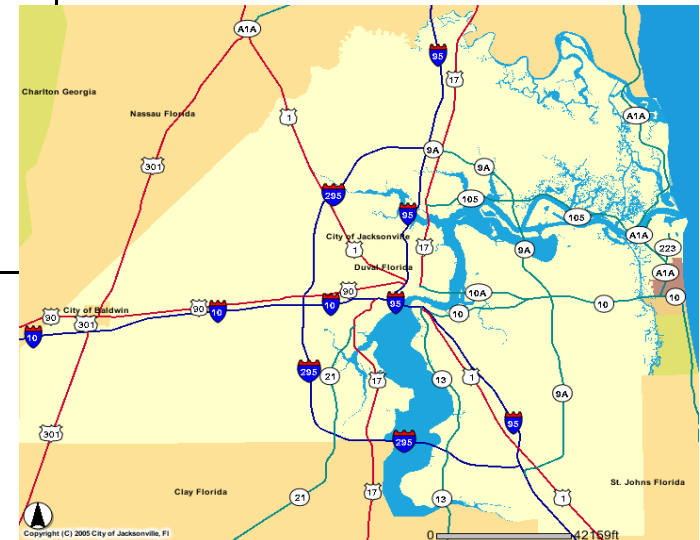 A1A
95
17
Charlton Georgia
Nassau Florida
1
A1A
9A
301
9A
295
105
95
105
City of Jacksonville
A1A
1
17
9A
223
Duval Florida
A1A
90
10A
10
90
10
10
95
10
City of Baldwin
90
10
301
10
295
21
17
13
1
9A
95
301
295
St. Johns Florida
Clay Florida
17
21
13
1
Copyright (C) 2005 City of Jacksonville, Fl
0
42159ft